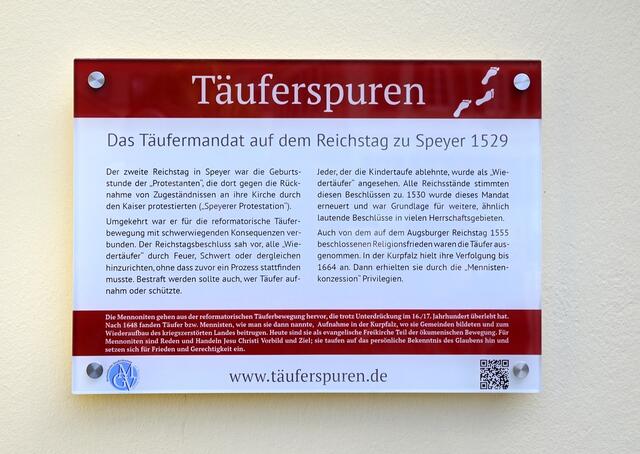 Täuferspuren
Das Täufermandat auf dem Reichstag zu Speyer 1529
Der zweite Reichstag in Speyer war die Geburts-
stunde der „Protestanten“, die dort gegen die Rück-
nahme von Zugeständnissen an ihre Kirche durch
den Kaiser protestierten („Speyerer Protestation“).
Umgekehrt war er für die reformatorische Täufer-
bewegung mit schwerwiegenden Konsequenzen ver-
bunden. Der Reichstagsbeschluss sah vor, alle „Wie-
dertäufer“ durch Feuer, Schwert oder dergleichen
hinzurichten, ohne dass zuvor ein Prozess stattfinden
musste. Bestraft werden sollte auch, wer Täufer auf-
nahm oder schützte.
Jeder, der die Kindertaufe ablehnte, wurde als „Wie-
dertäufer“ angesehen. Alle Reichsstände stimmten
diesen Beschlüssen zu. 1530 wurde dieses Mandat
erneuert und war Grundlage für weitere, ähnlich
lautende Beschlüsse in vielen Herrschaftsgebieten.
Auch von dem auf dem Augsburger Reichstag 1555
beschlossenen Religionsfrieden waren die Täufer aus-
genommen. In der Kurpfalz hielt ihre Verfolgung bis
1664 an. Dann erhielten sie durch die „Mennisten-
konzession“ Privilegien.
Die Mennoniten gehen aus der reformatorischen Täuferbewegung hervor, die trotz Unterdrückung im 16./17. Jahrhundert überlebt hat.
Nach 1648 fanden Täufer bzw. Mennisten, wie man sie dann nannte, Aufnahme in der Kurpfalz, wo sie Gemeinden bildeten und zum
Wiederaufbau des kriegszerstörten Landes beitrugen. Heute sind sie als evangelische Freikirche Teil der ökumenischen Bewegung. Für
Mennoniten sind Reden und Handeln Jesu Christi Vorbild und Ziel; sie taufen auf das persönliche Bekenntnis des Glaubens hin und
setzen sich für Frieden und Gerechtigkeit ein.
www.täuferspuren.de